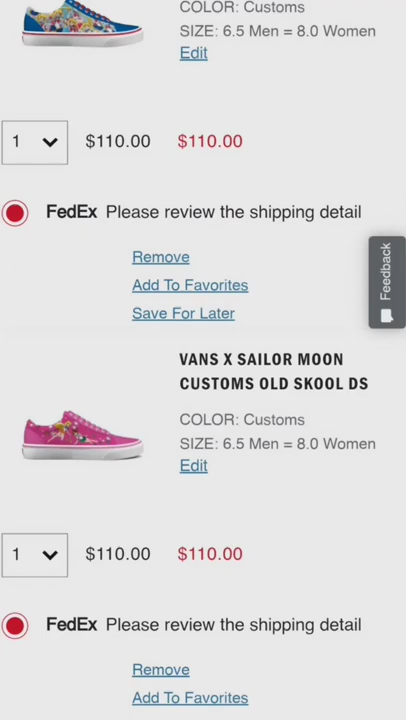 COLOR: Customs
SIZE: 6.5 Men = 8.0 Women
Edit
1 $110.00 $110.00
FedEx Please review the shipping detail
Remove
Add To Favorites
Save For Later
Feedback
VANS X SAILOR MOON
CUSTOMS OLD SKOOL DS
COLOR: Customs
SIZE: 6.5 Men = 8.0 Women
Edit
1 $110.00 $110.00
FedEx Please review the shipping detail
Remove
Add To Favorites